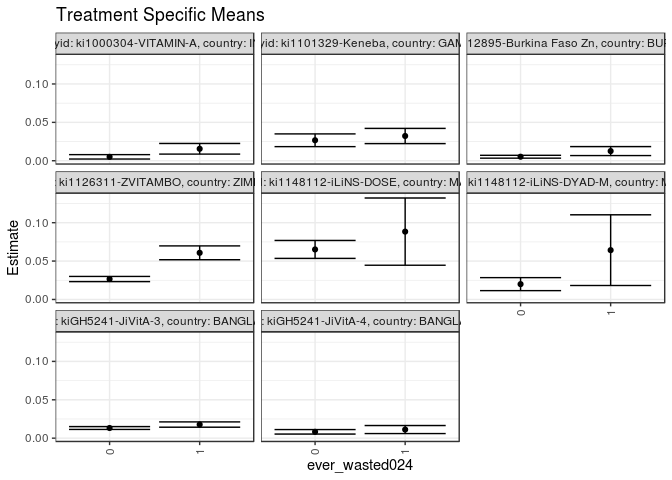 Treatment Specific Means
yid: ki1000304-VITAMIN-A, country: I
yid: ki1101329-Keneba, country: GAM
12895-Burkina Faso Zn, country: BU
0.10
0.05
0.00
: ki1126311-ZVITAMBO, country: ZIM
: ki1148112-iLiNS-DOSE, country: MA
ki1148112-iLiNS-DYAD-M, country: M
0.10
0.05
0.00
Estimate
0
1
: kiGH5241-JiVitA-3, country: BANGL
: kiGH5241-JiVitA-4, country: BANGL
0.10
0.05
0.00
0
1
0
1
ever_wasted024